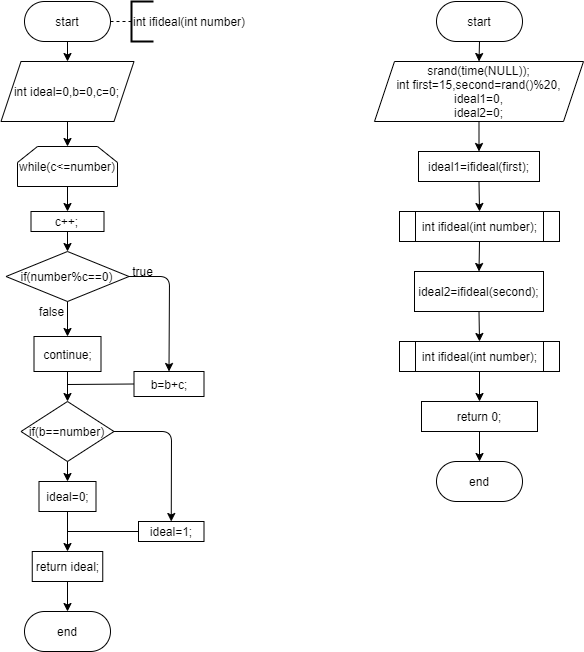 start
int ifideal(int number)
int ideal=0,b=0,c=0;
while(c<=number)
c++;
if(number%c==0)
true
false
continue;
b=b+c;
if(b==number)
ideal=0;
ideal=1;
return ideal;
end
start
srand(time(NULL));
int first=15,second=rand()%20,
ideal1=0,
ideal2=0;
ideal1=ifideal(first);
int ifideal(int number);
ideal2=ifideal(second);
int ifideal(int number);
return 0;
end